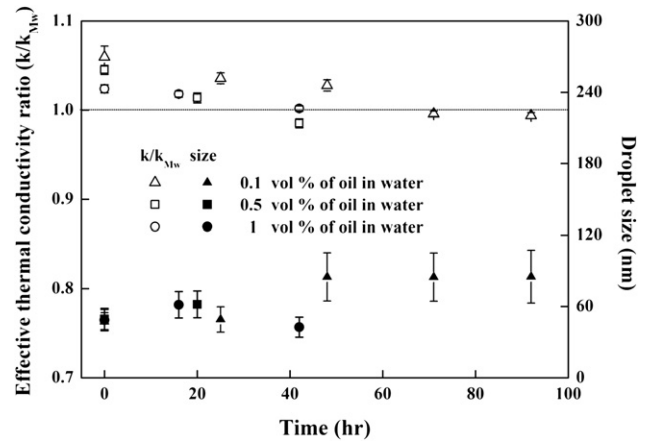 Effective thermal conductivity ratio (k/kMw)
1.1
1.0
0.9
0.8
0.7
k/kMw size
0.1 vol % of oil in water
0.5 vol % of oil in water
1 vol % of oil in water
300
240
180
120
60
0
Droplet size (nm)
0 20 40 60 80 100
Time (hr)